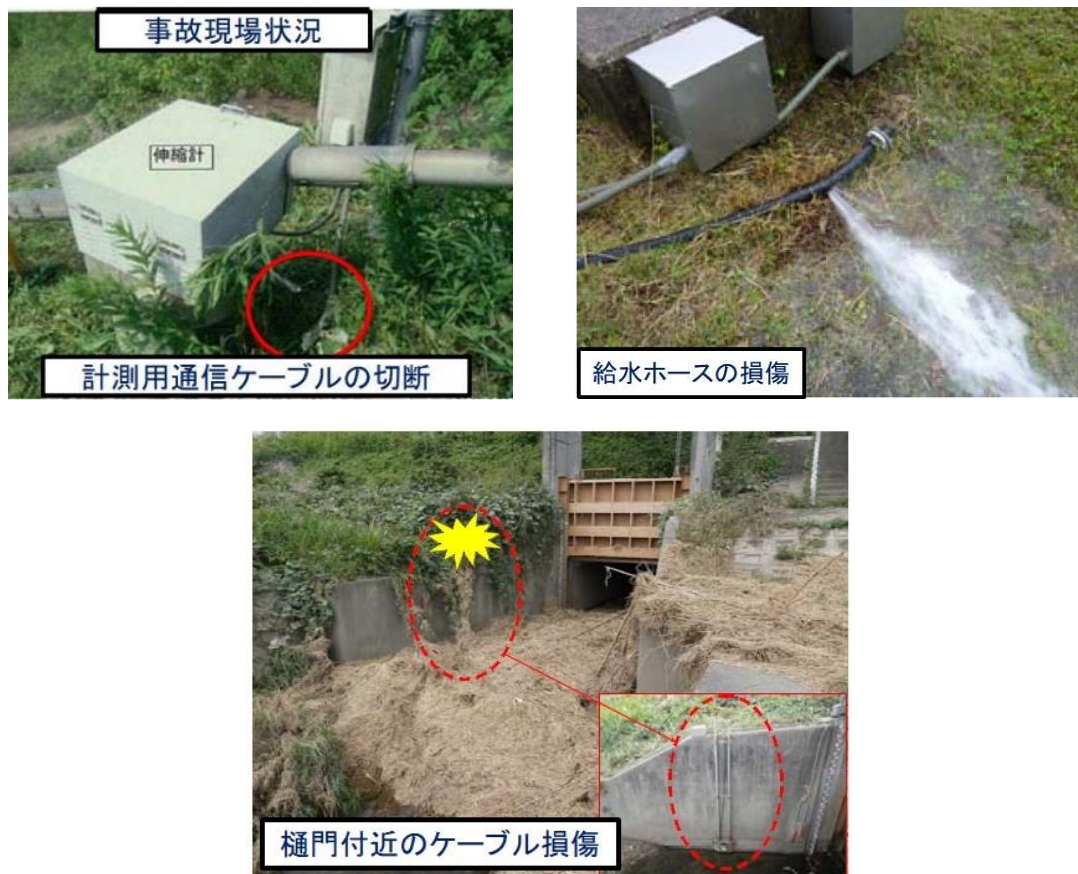 事故現場状況
伸縮計
計測用通信ケーブルの切断
給水ホースの損傷
樋門付近のケーブル損傷